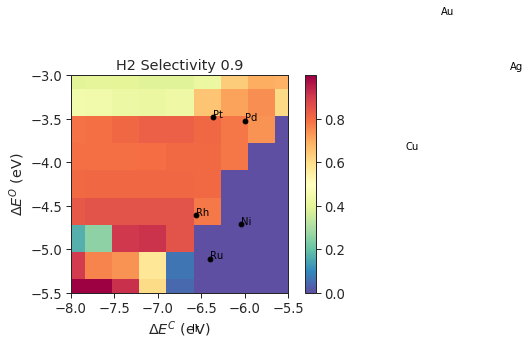 Au
H2 Selectivity 0.9
Ag
−3.0
Pt
Pd
−3.5
0.8
Cu
−4.0
0.6
ΔE^O (eV)
−4.5
Rh
Ni
0.4
−5.0
Ru
0.2
−5.5
0.0
−8.0 −7.5 −7.0 −6.5 −6.0 −5.5
ΔE^C (eV)
Ir